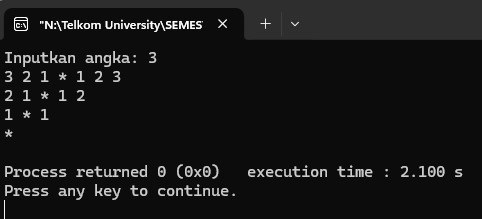 "N:\Telkom University\SEMES
Inputkan angka: 3
3 2 1 * 1 2 3
2 1 * 1 2
1 * 1
*
Process returned 0 (0x0)   execution time : 2.100 s
Press any key to continue.